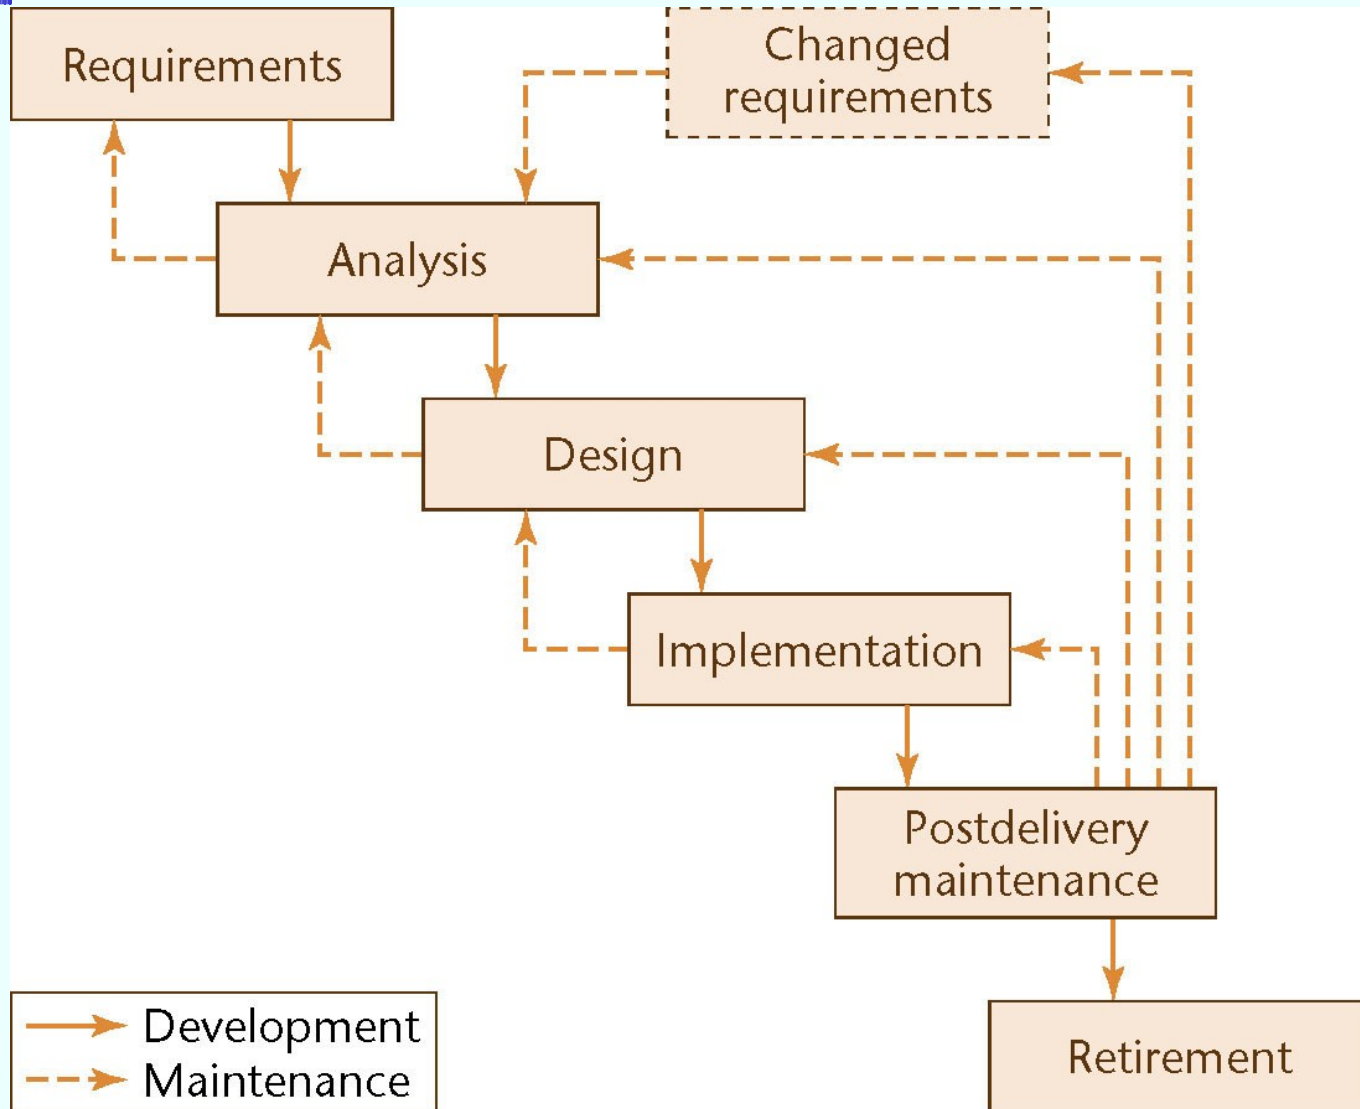 Requirements
Changed
requirements
Analysis
Design
Implementation
Postdelivery
maintenance
Retirement
Development
Maintenance